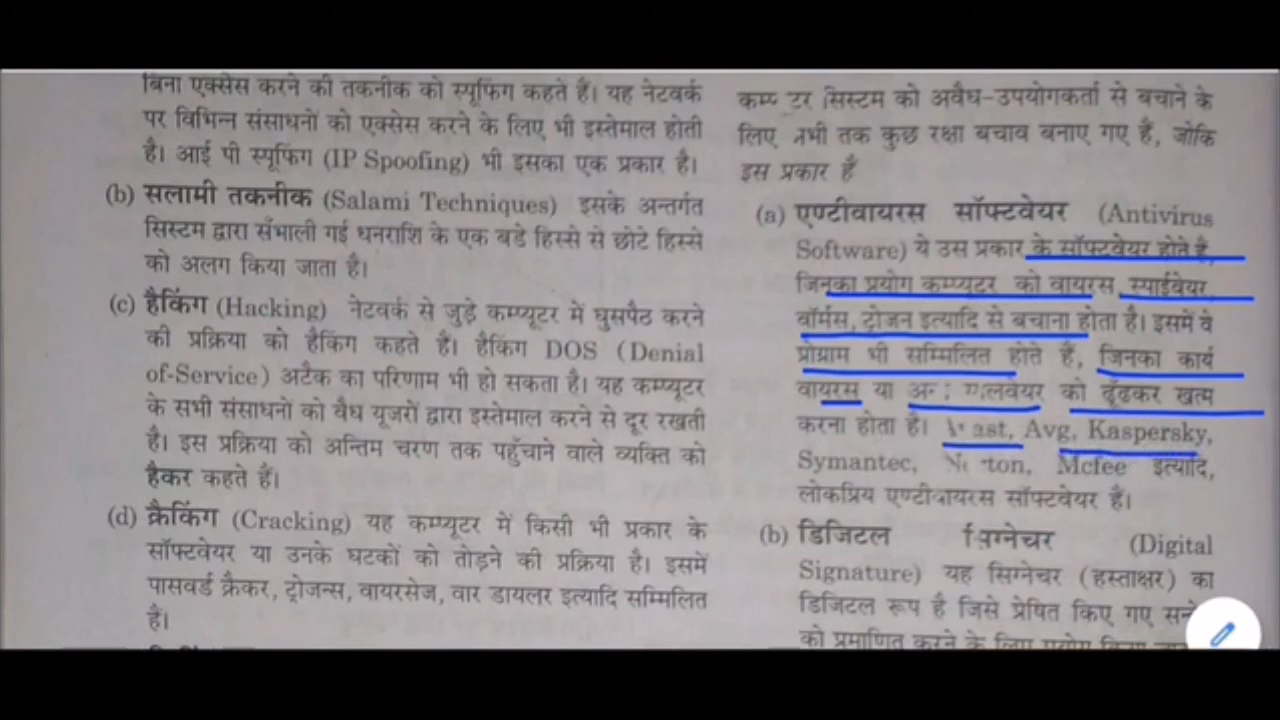 बिना एक्सेस करने की तकनीक को स्पूफिंग कहते हैं। यह नेटवर्क
पर विभिन्न संसाधनों को एक्सेस करने के लिए भी इस्तेमाल होती
है। आई पी स्पूफिंग (IP Spoofing) भी इसका एक प्रकार है।
(b) सलामी तकनीक (Salami Techniques) इसके अन्तर्गत
सिस्टम द्वारा सँभाली गई धनराशि के एक बडे हिस्से से छोटे हिस्से
को अलग किया जाता है।
(c) हैकिंग (Hacking) नेटवर्क से जुड़े कम्प्यूटर में घुसपैठ करने
की प्रक्रिया को हैकिंग कहते हैं। हैकिंग DOS (Denial
of-Service) अटैक का परिणाम भी हो सकता है। यह कम्प्यूटर
के सभी संसाधनों को वैध यूजरों द्वारा इस्तेमाल करने से दूर रखती
है। इस प्रक्रिया को अन्तिम चरण तक पहुँचाने वाले व्यक्ति को
हैकर कहते हैं।
(d) क्रैकिंग (Cracking) यह कम्प्यूटर में किसी भी प्रकार के
सॉफ्टवेयर या उनके घटकों को तोड़ने की प्रक्रिया है। इसमें
पासवर्ड क्रैकर, ट्रोजन्स, वायरसेज, वार डायलर इत्यादि सम्मिलित
है।
सिस्टम को अवैध-उपयोगकर्ता से बचाने के
लिए तक कुछ रक्षा बचाव बनाए गए हैं, जोकि
इस प्रकार हैं
(a) एण्टीवायरस सॉफ्टवेयर (Antivirus
Software) ये उस प्रकार के सॉफ्टवेयर होते है,
जिनका प्रयोग कम्प्यूटर को वायरस, स्पाईवेयर,
वॉर्मस, ट्रोजन इत्यादि से बचाना होता है। इसमें वे
प्रोग्राम भी सम्मिलित होते हैं, जिनका कार्य
वायरस या को ढूँढकर खत्म
करना होता है। Avg, Kaspersky,
Symantec, Mcfee इत्यादि,
लोकप्रिय एण्टीवायरस सॉफ्टवेयर हैं।
(b) डिजिटल सिग्नेचर (Digital
Signature) यह सिग्नेचर (हस्ताक्षर) का
डिजिटल रूप है जिसे प्रेषित किए गए
को प्रमाणित करने के लिए